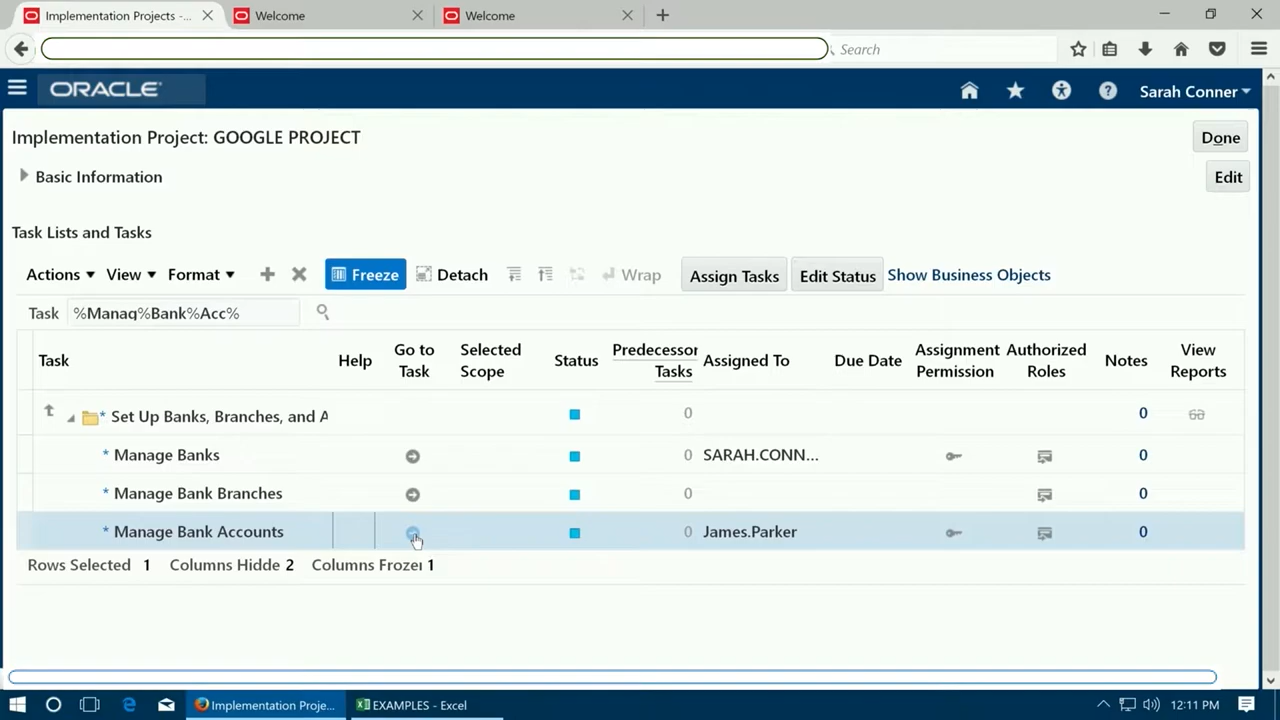 Implementation Projects -... Welcome Welcome
Search
ORACLE Sarah Conner
Implementation Project: GOOGLE PROJECT
Done
Basic Information
Edit
Task Lists and Tasks
Actions View Format Freeze Detach Wrap Assign Tasks Edit Status Show Business Objects
Task %Manag%Bank%Acc%
Task Help Go to Task Selected Scope Status Predecessor Tasks Assigned To Due Date Assignment Permission Authorized Roles Notes View Reports
* Set Up Banks, Branches, and A 0 0
* Manage Banks 0 SARAH.CONN... 0
* Manage Bank Branches 0 0
* Manage Bank Accounts 0 James.Parker 0
Rows Selected 1 Columns Hidde 2 Columns Frozei 1
Implementation Proje... EXAMPLES - Excel 12:11 PM